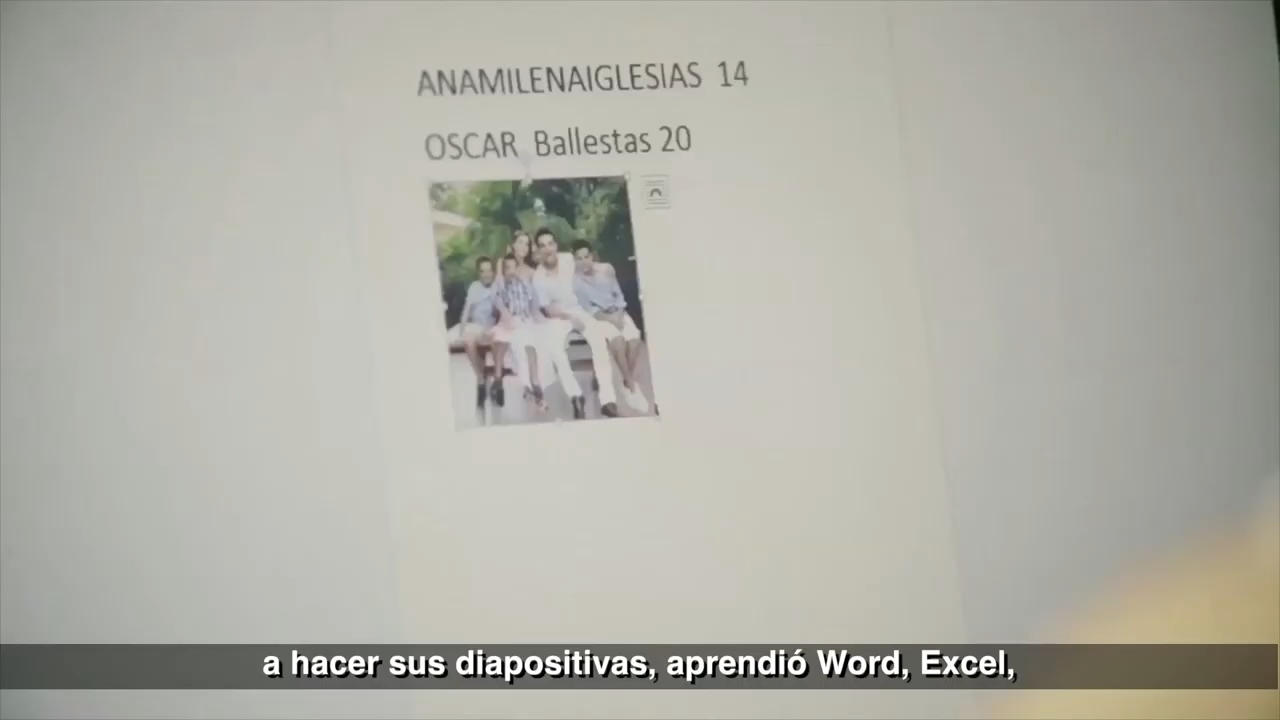 ANAMILENAIGLESIAS 14
OSCAR Ballestas 20
a hacer sus diapositivas, aprendió Word, Excel,